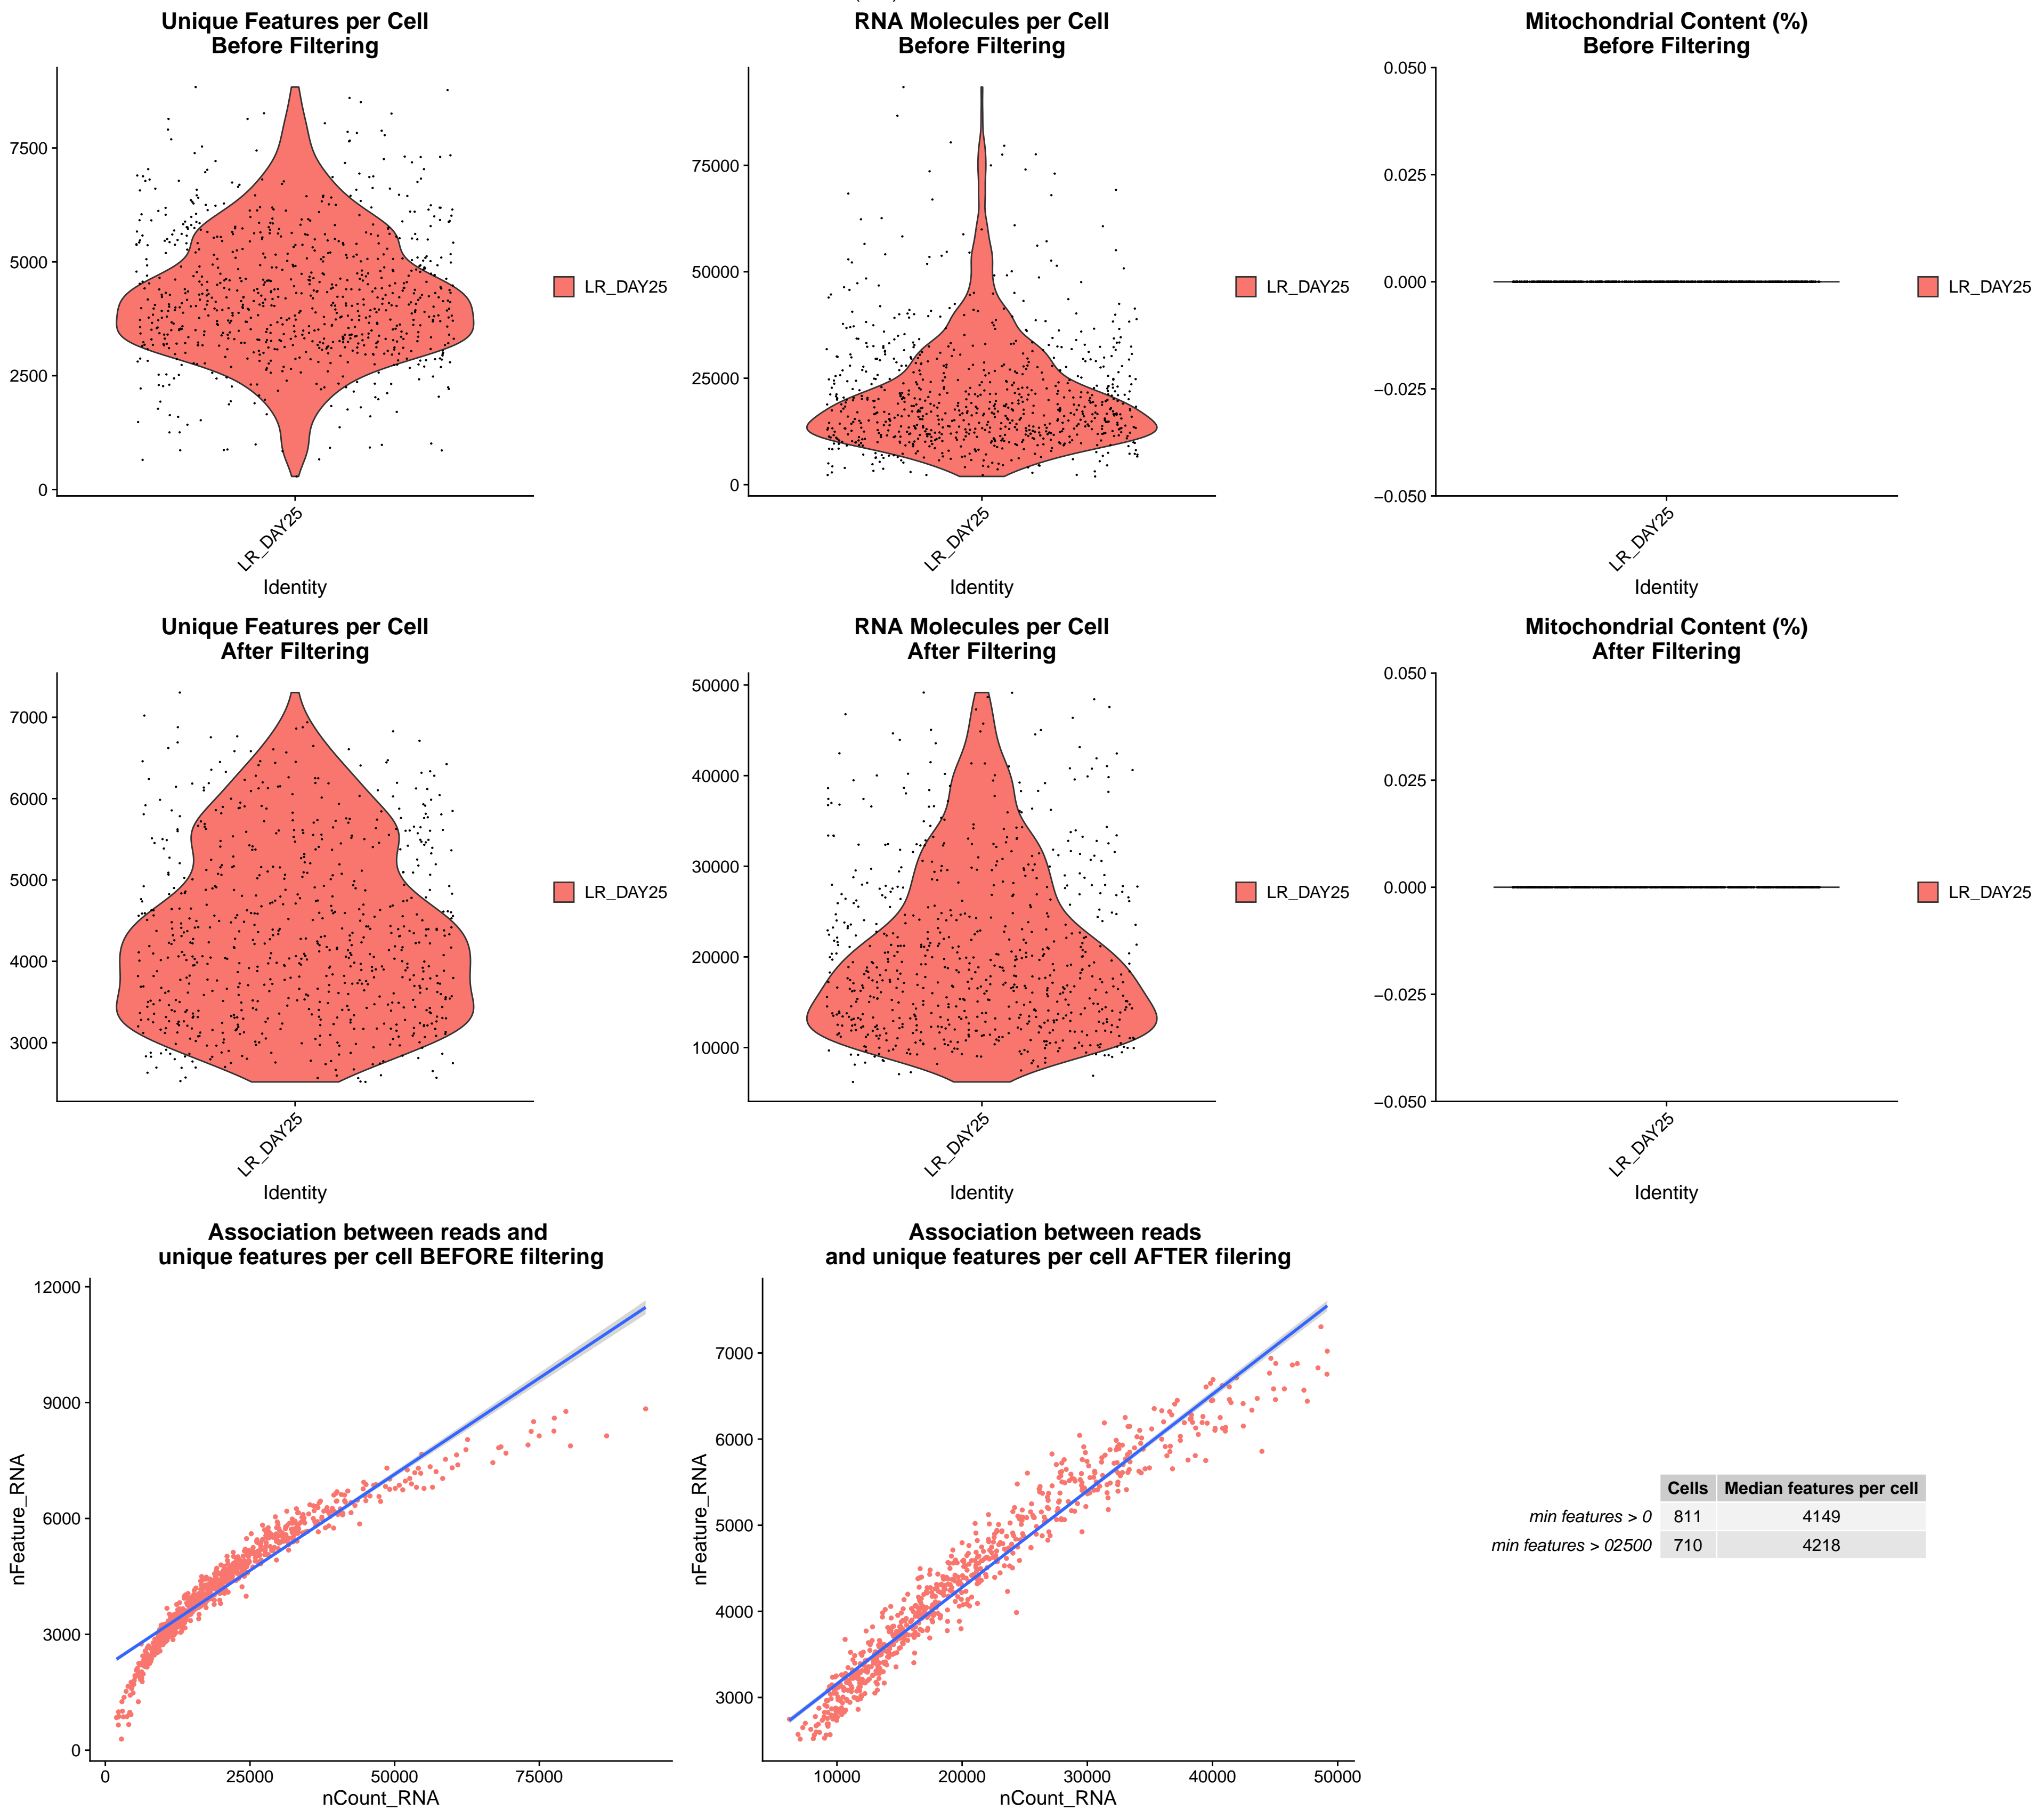 Unique Features per Cell
Before Filtering
7500
5000
2500
0
LR_DAY25
Identity
LR_DAY25
RNA Molecules per Cell
Before Filtering
75000
50000
25000
0
LR_DAY25
Identity
LR_DAY25
Mitochondrial Content (%)
Before Filtering
0.050
0.025
0.000
−0.025
−0.050
LR_DAY25
Identity
LR_DAY25
Unique Features per Cell
After Filtering
7000
6000
5000
4000
3000
LR_DAY25
Identity
LR_DAY25
RNA Molecules per Cell
After Filtering
50000
40000
30000
20000
10000
LR_DAY25
Identity
LR_DAY25
Mitochondrial Content (%)
After Filtering
0.050
0.025
0.000
−0.025
−0.050
LR_DAY25
Identity
LR_DAY25
Association between reads and
unique features per cell BEFORE filtering
nFeature_RNA
12000
9000
6000
3000
0
0 25000 50000 75000
nCount_RNA
Association between reads
and unique features per cell AFTER filering
nFeature_RNA
7000
6000
5000
4000
3000
10000 20000 30000 40000 50000
nCount_RNA
Cells Median features per cell
min features > 0 811 4149
min features > 02500 710 4218